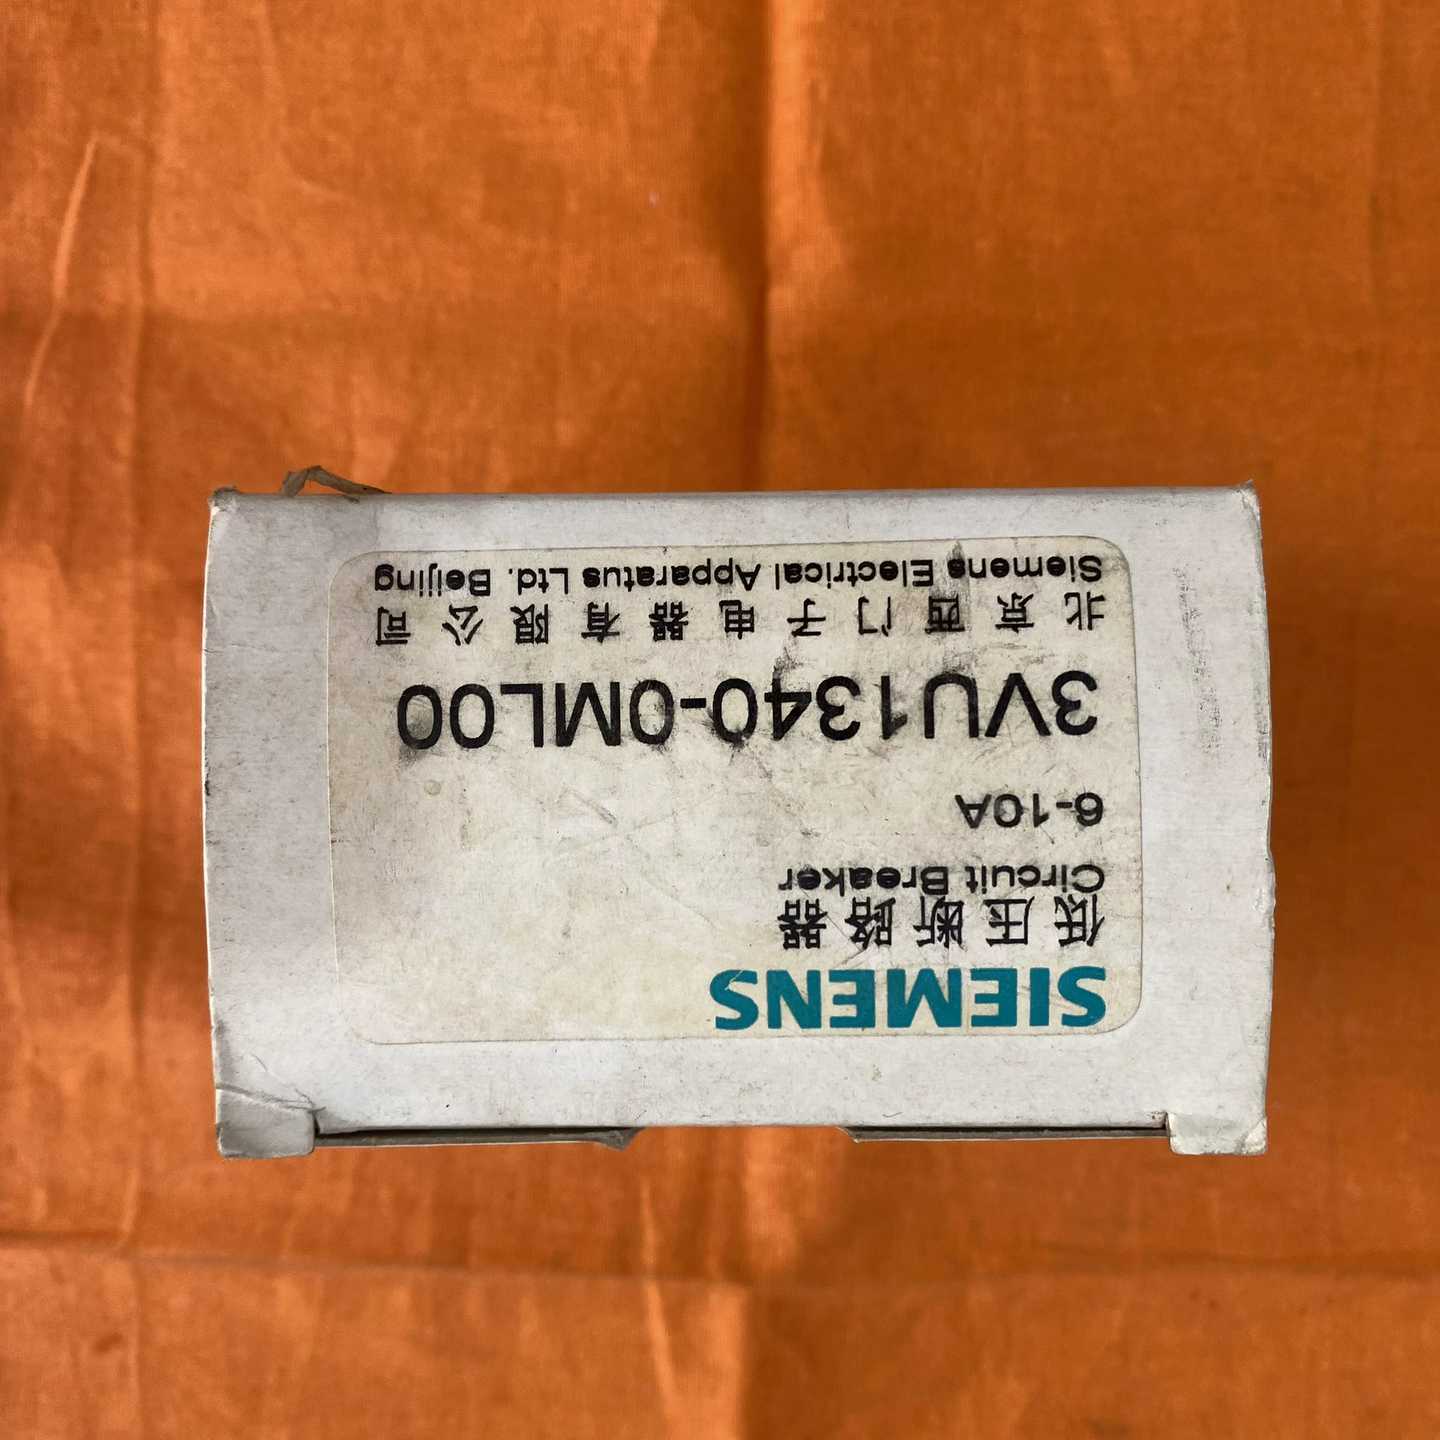 SIEMENS
低压断路器
Circuit Breaker
6-10A
3VU1340-0ML00
北京西门子电器有限公司
Siemens Electrical Apparatus Ltd. Beijing